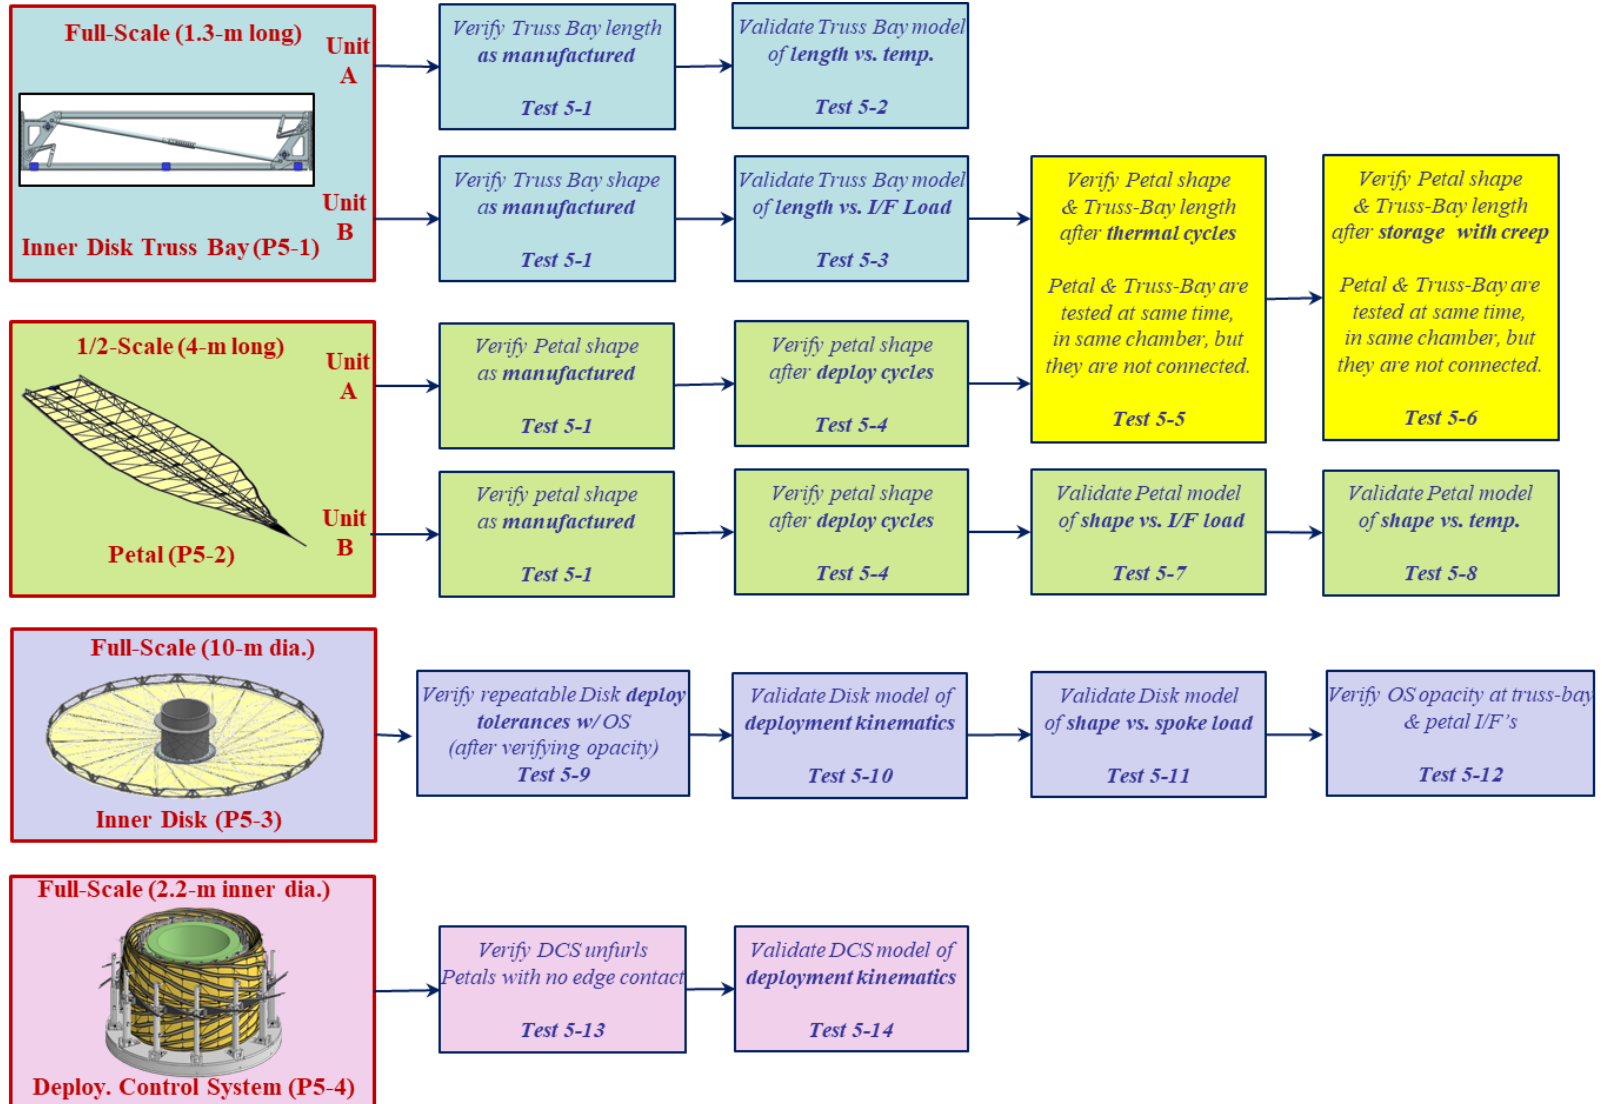 Full-Scale (1.3-m long)
Unit
A
Unit
B
Inner Disk Truss Bay (P5-1)
Verify Truss Bay length
as manufactured
Test 5-1
Validate Truss Bay model
of length vs. temp.
Test 5-2
Verify Truss Bay shape
as manufactured
Test 5-1
Validate Truss Bay model
of length vs. I/F Load
Test 5-3
Verify Petal shape
& Truss-Bay length
after thermal cycles
Petal & Truss-Bay are
tested at same time,
in same chamber, but
they are not connected.
Test 5-5
Verify Petal shape
& Truss-Bay length
after storage with creep
Petal & Truss-Bay are
tested at same time,
in same chamber, but
they are not connected.
Test 5-6
1/2-Scale (4-m long)
Unit
A
Unit
B
Petal (P5-2)
Verify Petal shape
as manufactured
Test 5-1
Verify petal shape
after deploy cycles
Test 5-4
Verify petal shape
as manufactured
Test 5-1
Verify petal shape
after deploy cycles
Test 5-4
Validate Petal model
of shape vs. I/F load
Test 5-7
Validate Petal model
of shape vs. temp.
Test 5-8
Full-Scale (10-m dia.)
Inner Disk (P5-3)
Verify repeatable Disk deploy
tolerances w/ OS
(after verifying opacity)
Test 5-9
Validate Disk model of
deployment kinematics
Test 5-10
Validate Disk model
of shape vs. spoke load
Test 5-11
Verify OS opacity at truss-bay
& petal I/F's
Test 5-12
Full-Scale (2.2-m inner dia.)
Deploy. Control System (P5-4)
Verify DCS unfurls
Petals with no edge contact
Test 5-13
Validate DCS model of
deployment kinematics
Test 5-14